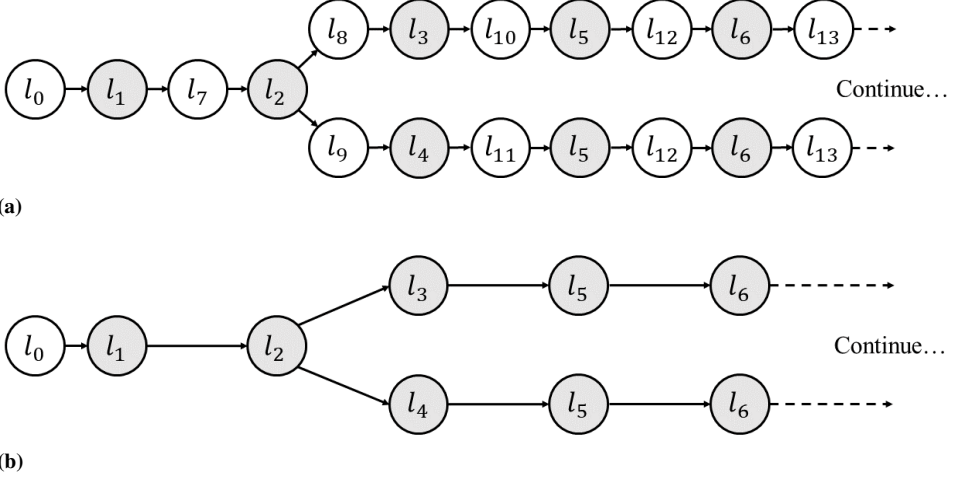 l8 l3 l10 l5 l12 l6 l13
l0 l1 l7 l2 Continue…
l9 l4 l11 l5 l12 l6 l13
(a)
l3 l5 l6
l0 l1 l2 Continue…
l4 l5 l6
(b)